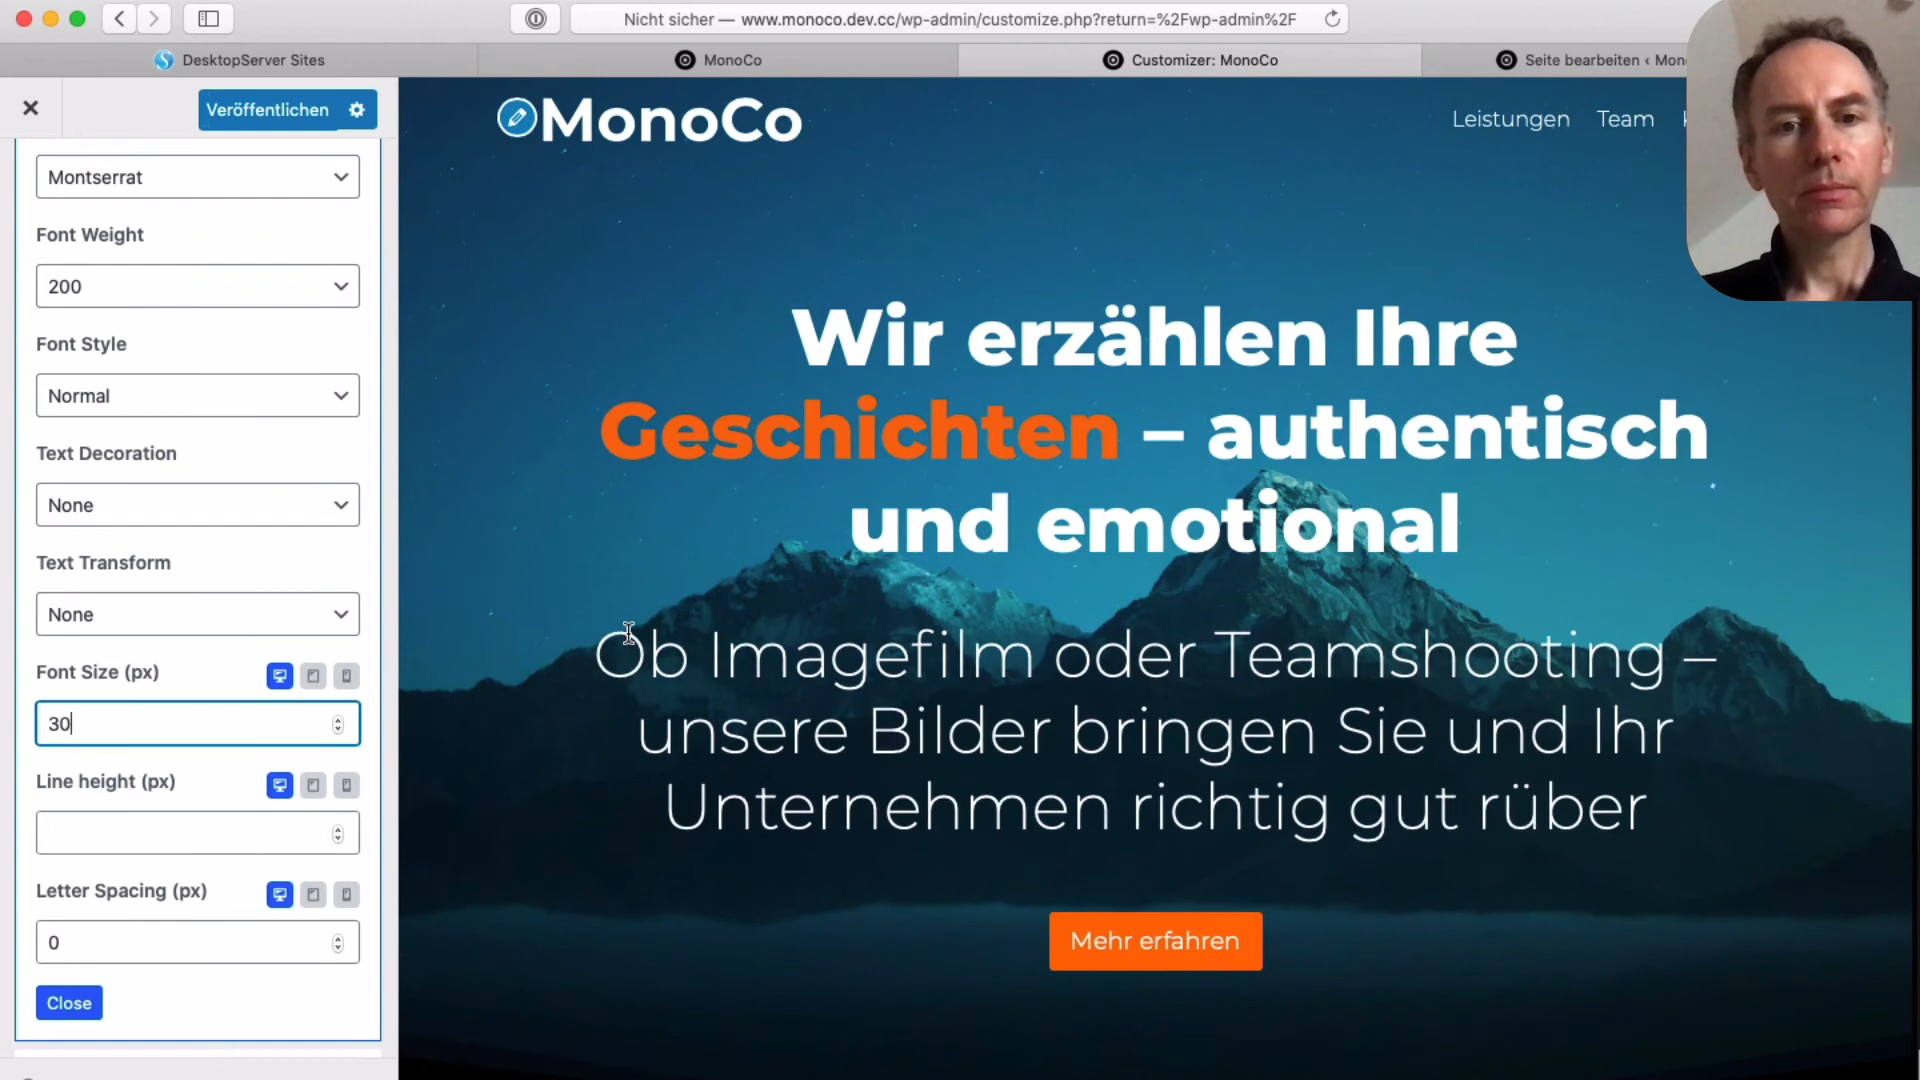 Nicht sicher — www.monoco.dev.cc/wp-admin/customize.php?return=%2Fwp-admin%2F
DesktopServer Sites
MonoCo
Customizer: MonoCo
Seite bearbeiten ‹ Mon
Veröffentlichen
Montserrat
Font Weight
200
Font Style
Normal
Text Decoration
None
Text Transform
None
Font Size (px)
30
Line height (px)
Letter Spacing (px)
0
Close
MonoCo
Leistungen Team
Wir erzählen Ihre
Geschichten – authentisch
und emotional
Ob Imagefilm oder Teamshooting –
unsere Bilder bringen Sie und Ihr
Unternehmen richtig gut rüber
Mehr erfahren